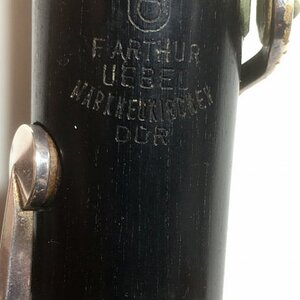 F. ARTHUR
UEBEL
MARKNEUKIRCHEN
DDR